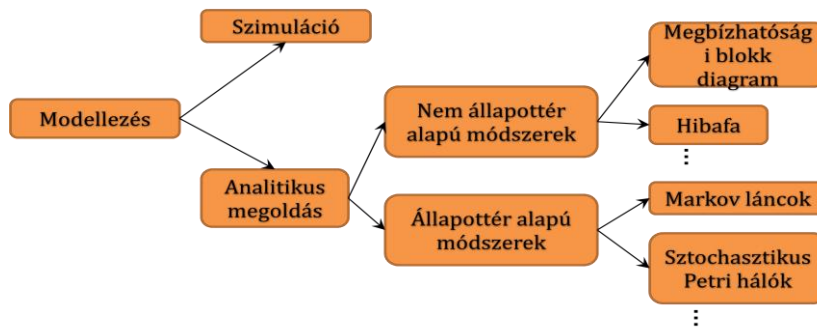 Szimuláció
Modellezés
Analitikus
megoldás
Nem állapottér
alapú módszerek
Állapottér alapú
módszerek
Megbízhatóság
i blokk
diagram
Hibafa
...
Markov láncok
Sztochasztikus
Petri hálók
...